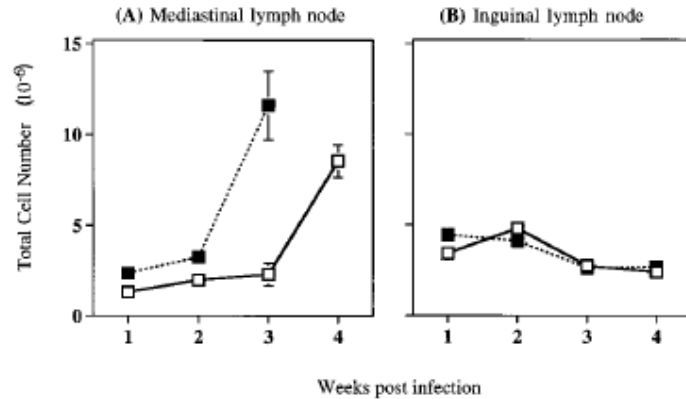 (A) Mediastinal lymph node
(B) Inguinal lymph node
Total Cell Number (10⁻⁶)
15
10
5
0
1 2 3 4
1 2 3 4
Weeks post infection